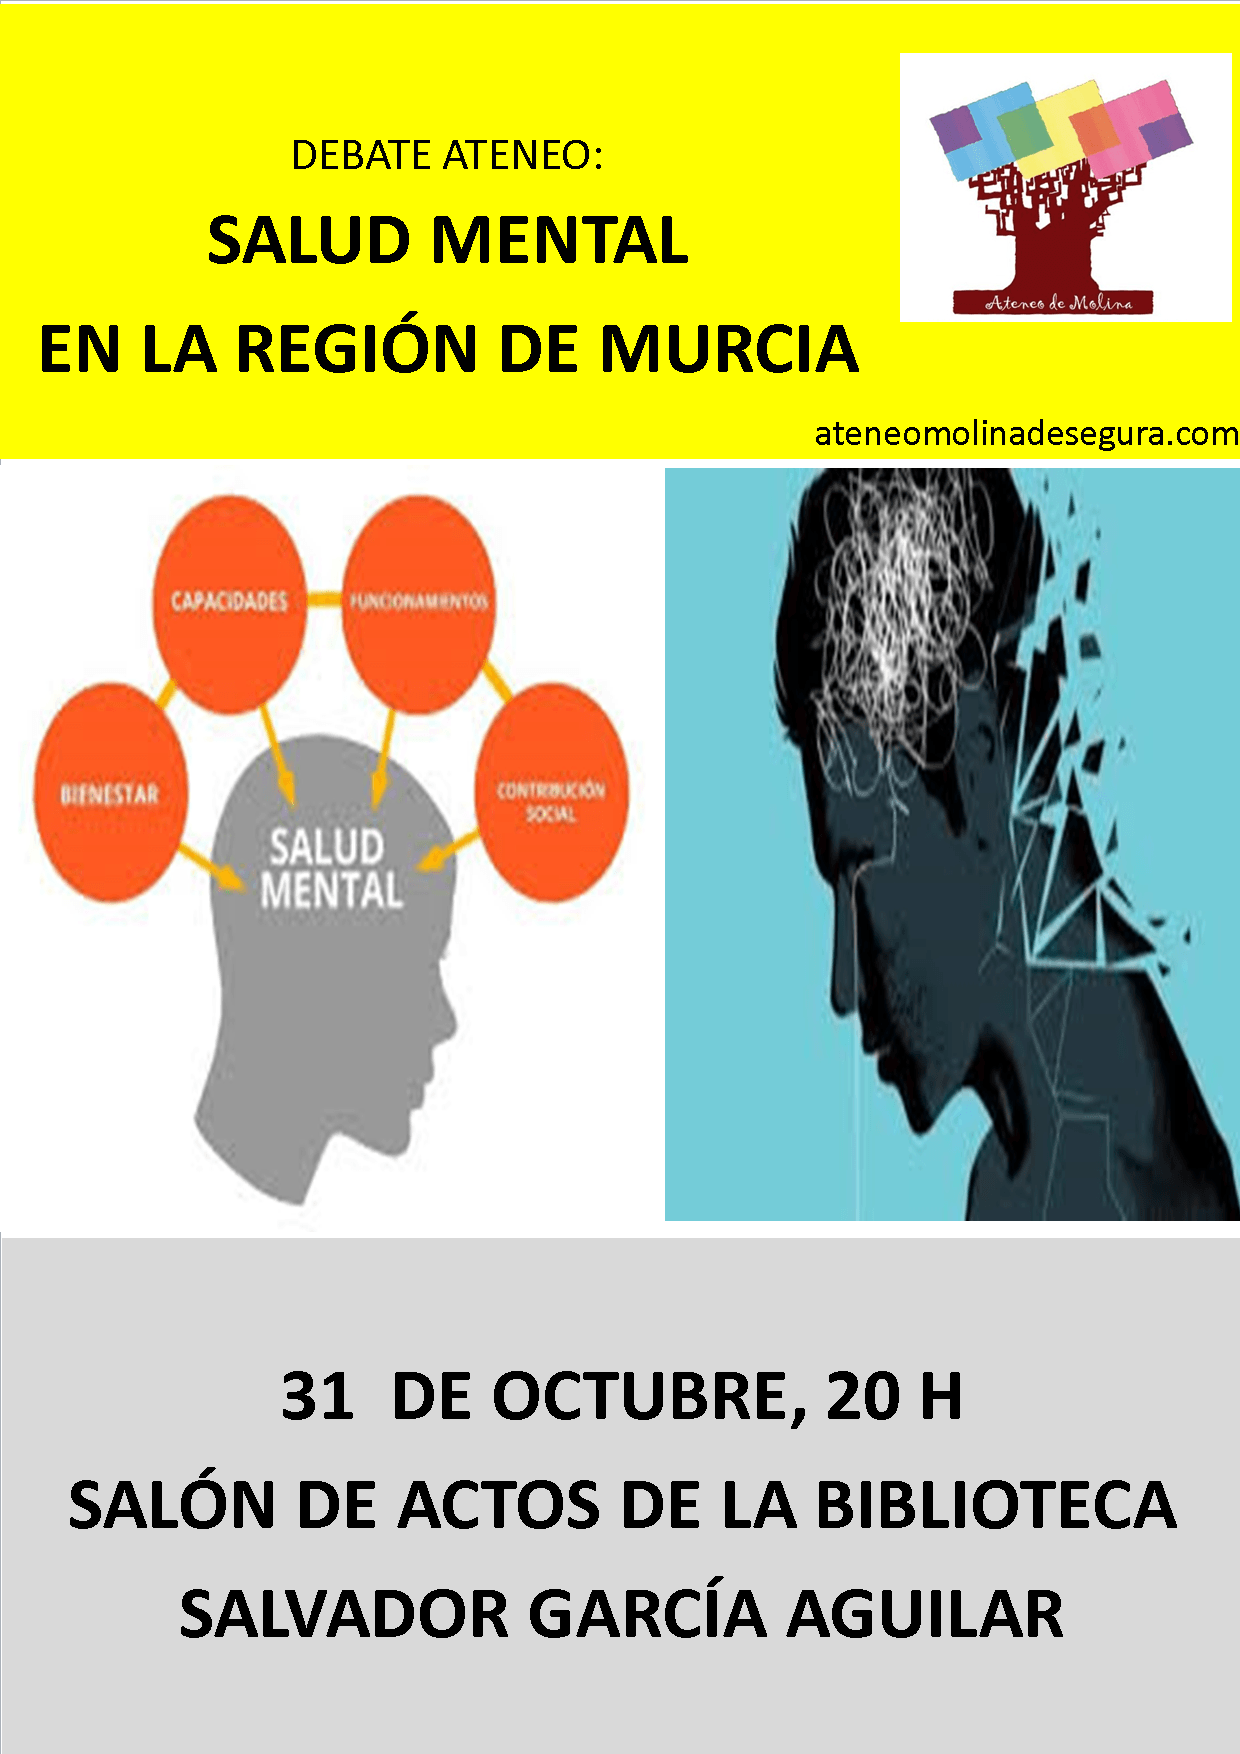 DEBATE ATENEO:
SALUD MENTAL
EN LA REGIÓN DE MURCIA
Ateneo de Molina
ateneomolinadesegura.com
CAPACIDADES
FUNCIONAMIENTOS
BIENESTAR
CONTRIBUCIÓN
SOCIAL
SALUD
MENTAL
31 DE OCTUBRE, 20 H
SALÓN DE ACTOS DE LA BIBLIOTECA
SALVADOR GARCÍA AGUILAR